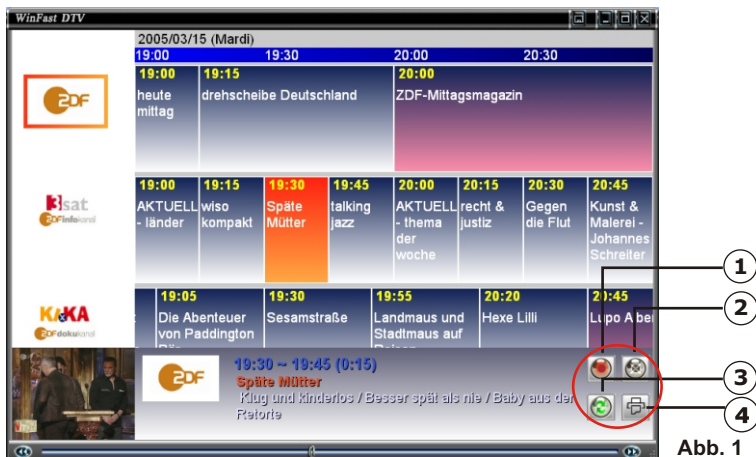 WinFast DTV
2005/03/15 (Mardi)
19:00 19:30 20:00 20:30
ZDF
19:00 19:15 20:00
heute drehscheibe Deutschland ZDF-Mittagsmagazin
mittag
3sat
ZDFinfokanal
19:00 19:15 19:30 19:45 20:00 20:15 20:30 20:45
AKTUELL wiso Späte talking AKTUELL recht & Gegen Kunst &
- länder kompakt Mütter jazz - thema justiz die Flut Malerei -
der Johannes
woche Schreiter
KI.KA
ZDFdokukanal
19:05 19:30 19:55 20:20 20:45
Die Abenteuer Sesamstraße Landmaus und Hexe Lilli Lupo Alber
von Paddington Stadtmaus auf
Bär Reisen
ZDF
19:30 ~ 19:45 (0:15)
Späte Mütter
Klug und kinderlos / Besser spät als nie / Baby aus der
Retorte
1
2
3
4
Abb. 1